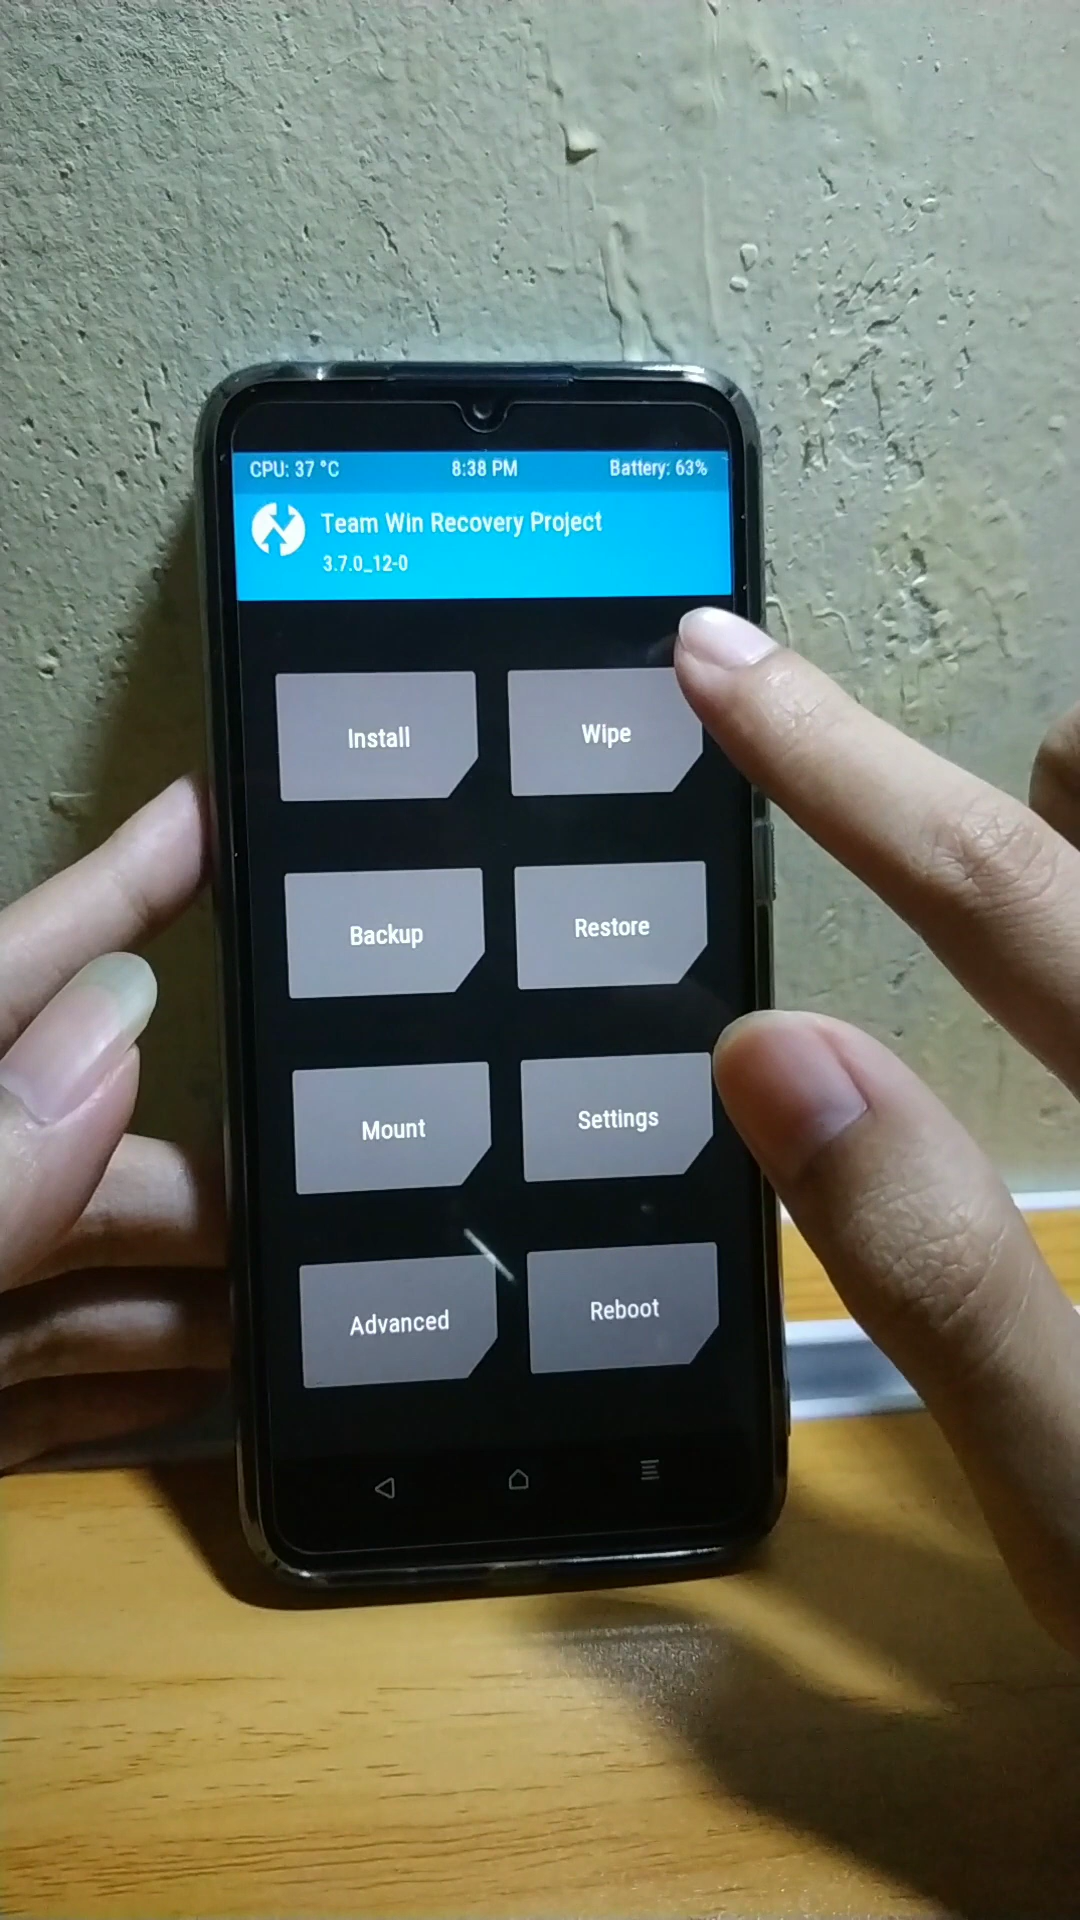 CPU: 37 °C 8:38 PM Battery: 63%
Team Win Recovery Project
3.7.0_12-0
Install Wipe
Backup Restore
Mount Settings
Advanced Reboot